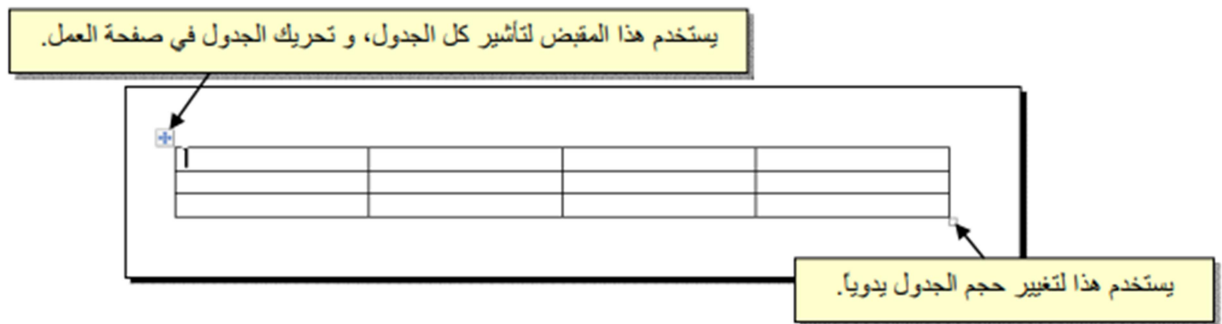 يستخدم هذا المقبض لتأشير كل الجدول، و تحريك الجدول في صفحة العمل.
يستخدم هذا لتغيير حجم الجدول يدوياً.